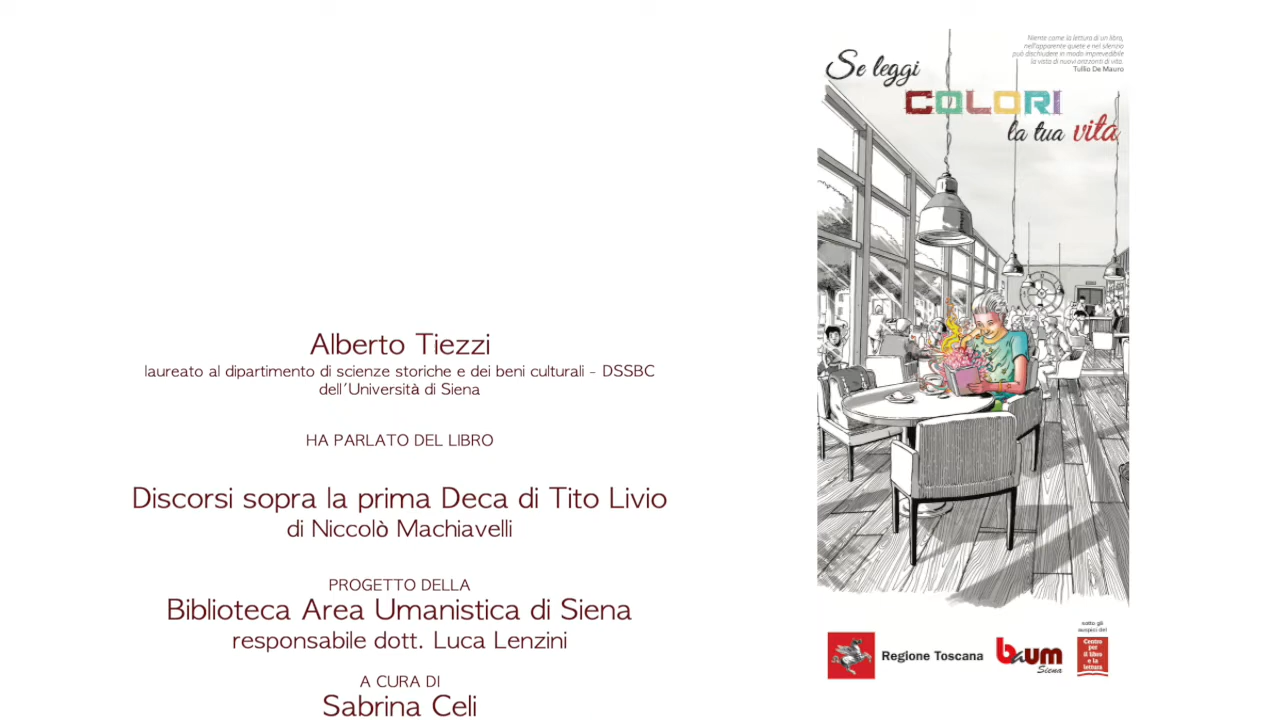 Alberto Tiezzi
laureato al dipartimento di scienze storiche e dei beni culturali - DSSBC
dell'Università di Siena
HA PARLATO DEL LIBRO
Discorsi sopra la prima Deca di Tito Livio
di Niccolò Machiavelli
PROGETTO DELLA
Biblioteca Area Umanistica di Siena
responsabile dott. Luca Lenzini
A CURA DI
Sabrina Celi
Niente come la lettura di un libro,
nell'apparente quiete e nel silenzio
può dischiudere in modo imprevedibile
la vista di nuovi orizzonti di vita.
Tullio De Mauro
Se leggi
COLORI
la tua vita
Regione Toscana
baum
Siena
sotto gli
auspici del
Centro
per
il libro
e la
lettura